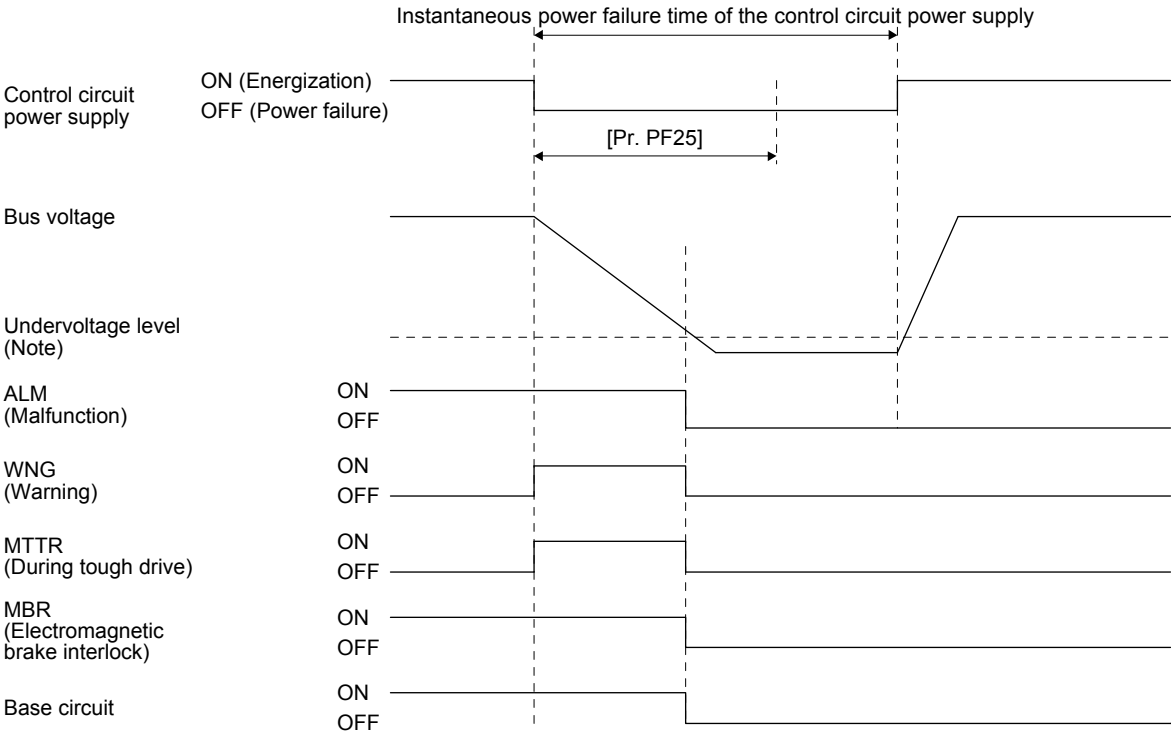 Instantaneous power failure time of the control circuit power supply
Control circuit
power supply
ON (Energization)
OFF (Power failure)
[Pr. PF25]
Bus voltage
Undervoltage level
(Note)
ALM
(Malfunction)
ON
OFF
WNG
(Warning)
ON
OFF
MTTR
(During tough drive)
ON
OFF
MBR
(Electromagnetic
brake interlock)
ON
OFF
Base circuit
ON
OFF